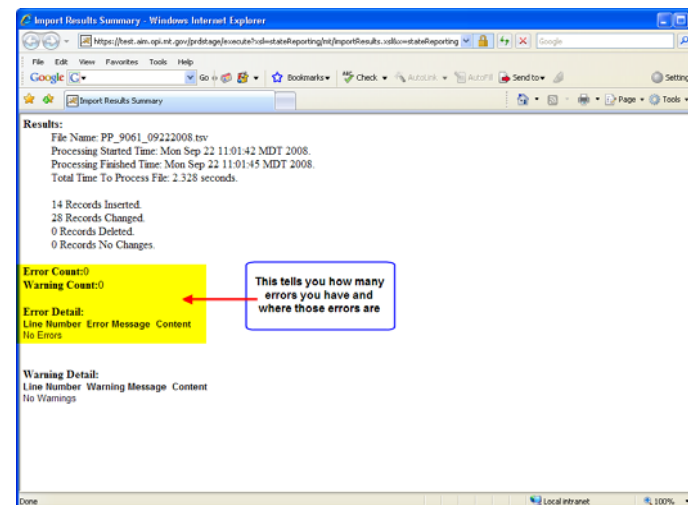 Import Results Summary - Windows Internet Explorer
https://test.aim.opi.mt.gov/prdstage/execute?xsl=stateReporting/mt/importResults.xsl&x=stateReporting
Google
File Edit View Favorites Tools Help
Google G Go Bookmarks Check AutoLink AutoFill Send to Setting
Import Results Summary Page Tools
Results:
File Name: PP_9061_09222008.tsv
Processing Started Time: Mon Sep 22 11:01:42 MDT 2008.
Processing Finished Time: Mon Sep 22 11:01:45 MDT 2008.
Total Time To Process File: 2.328 seconds.
14 Records Inserted.
28 Records Changed.
0 Records Deleted.
0 Records No Changes.
Error Count:0
Warning Count:0
Error Detail:
Line Number Error Message Content
No Errors
This tells you how many
errors you have and
where those errors are
Warning Detail:
Line Number Warning Message Content
No Warnings
Done Local intranet 100%